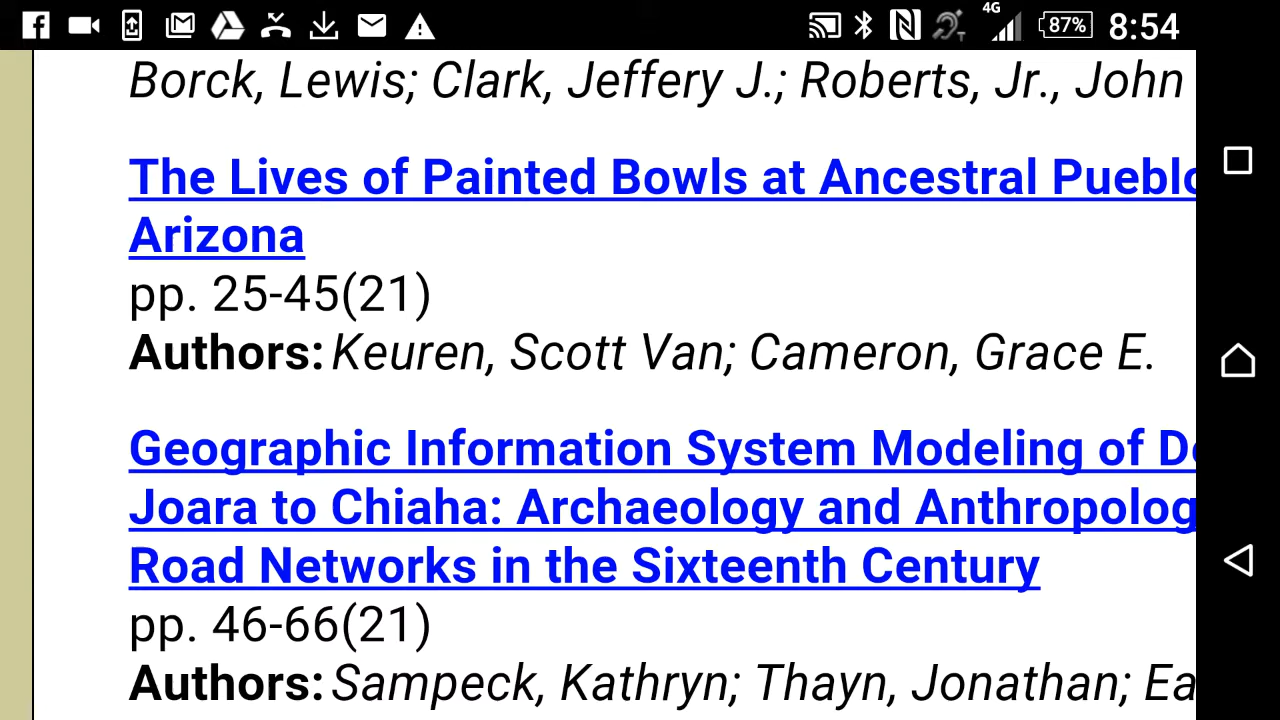 4G
87%
8:54
Borck, Lewis; Clark, Jeffery J.; Roberts, Jr., John
The Lives of Painted Bowls at Ancestral Pueblo
Arizona
pp. 25-45(21)
Authors: Keuren, Scott Van; Cameron, Grace E.
Geographic Information System Modeling of De
Joara to Chiaha: Archaeology and Anthropolog
Road Networks in the Sixteenth Century
pp. 46-66(21)
Authors: Sampeck, Kathryn; Thayn, Jonathan; Ea